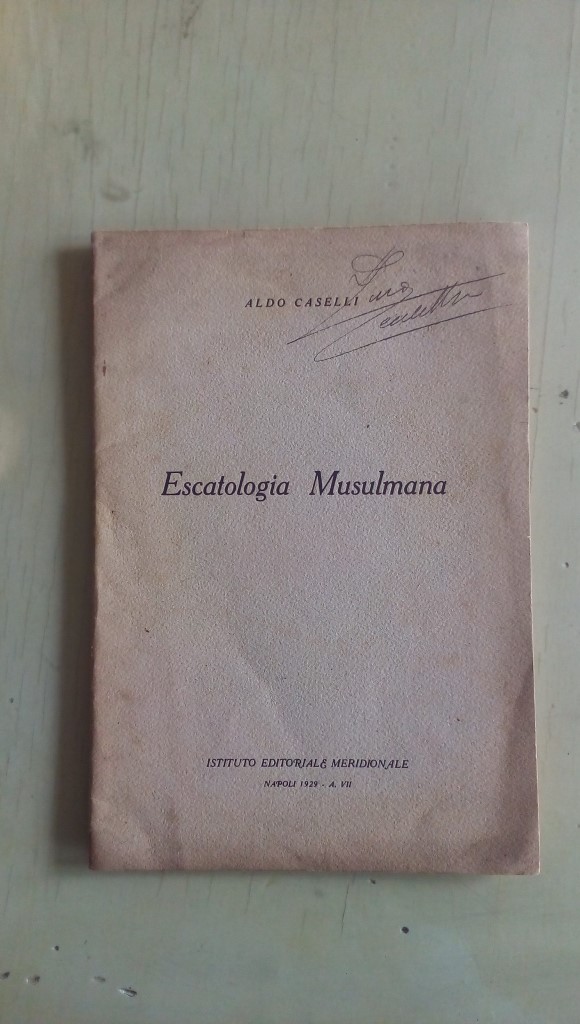 ALDO CASELLI
Escatologia Musulmana
ISTITUTO EDITORIALE MERIDIONALE
NAPOLI 1929 - A. VII